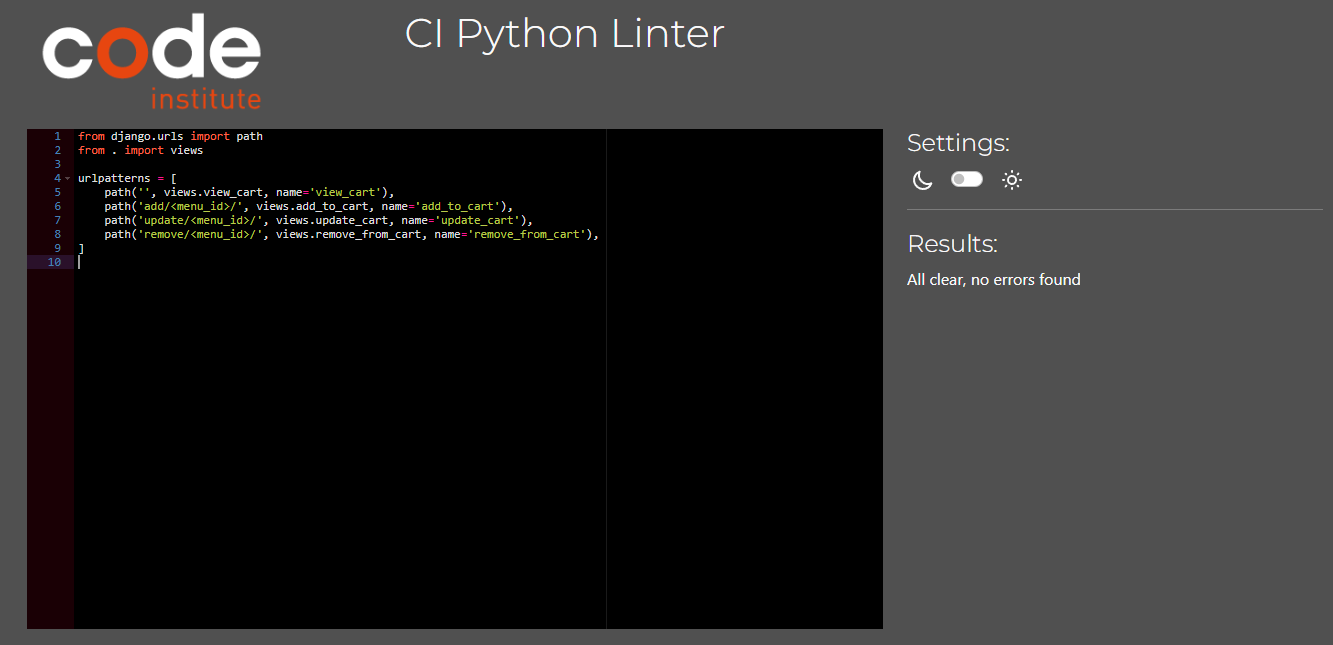 code
institute
CI Python Linter
1 from django.urls import path
2 from . import views
3
4 urlpatterns = [
5     path('', views.view_cart, name='view_cart'),
6     path('add/<menu_id>/', views.add_to_cart, name='add_to_cart'),
7     path('update/<menu_id>/', views.update_cart, name='update_cart'),
8     path('remove/<menu_id>/', views.remove_from_cart, name='remove_from_cart'),
9 ]
10
Settings:
Results:
All clear, no errors found